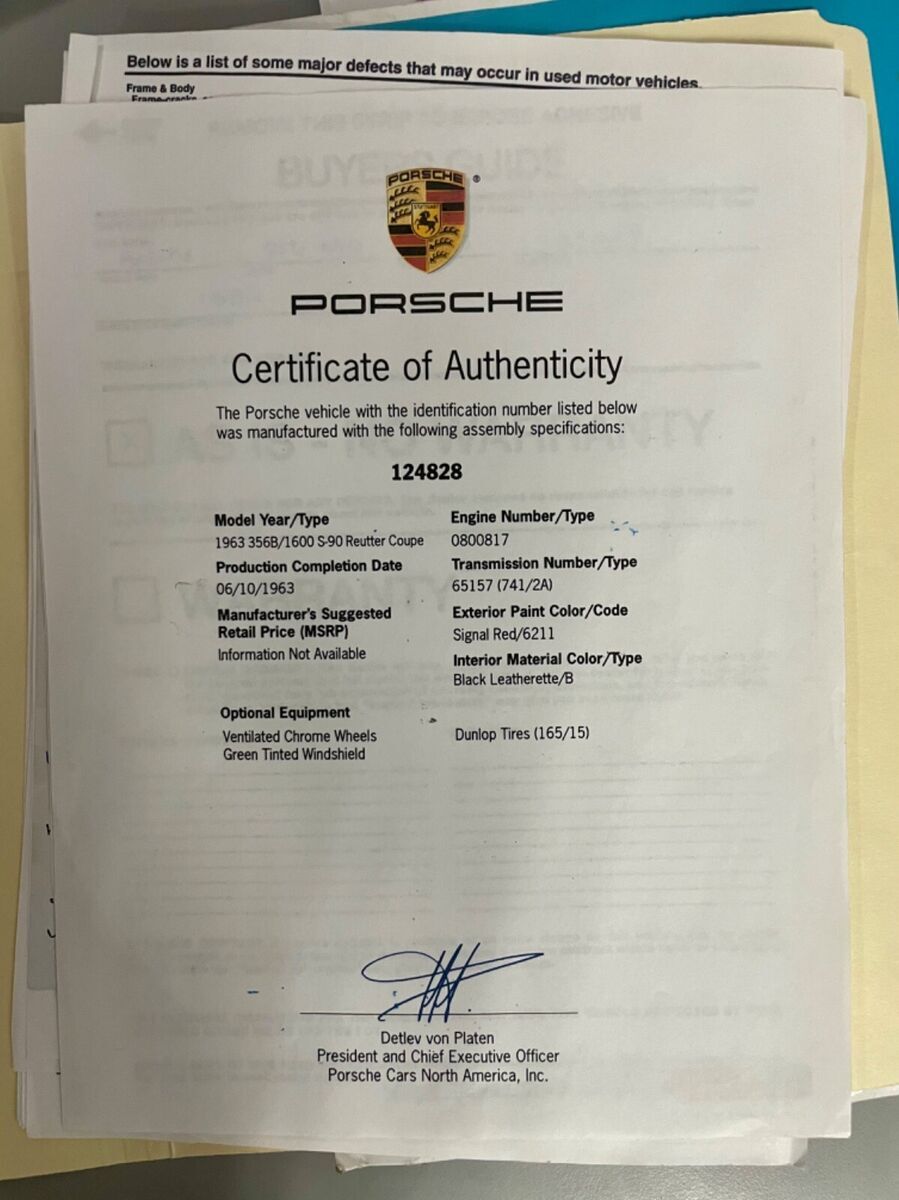 Below is a list of some major defects that may occur in used motor vehicles.
Frame & Body
PORSCHE
®
PORSCHE
Certificate of Authenticity
The Porsche vehicle with the identification number listed below
was manufactured with the following assembly specifications:
124828
Model Year/Type
1963 356B/1600 S-90 Reutter Coupe
Production Completion Date
06/10/1963
Manufacturer's Suggested
Retail Price (MSRP)
Information Not Available
Engine Number/Type
0800817
Transmission Number/Type
65157 (741/2A)
Exterior Paint Color/Code
Signal Red/6211
Interior Material Color/Type
Black Leatherette/B
Optional Equipment
Ventilated Chrome Wheels
Green Tinted Windshield
Dunlop Tires (165/15)
Detlev von Platen
President and Chief Executive Officer
Porsche Cars North America, Inc.